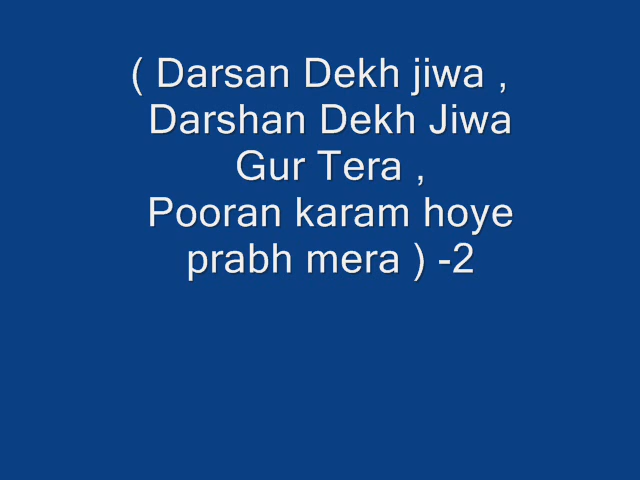 ( Darsan Dekh jiwa ,
Darshan Dekh Jiwa
Gur Tera ,
Pooran karam hoye
prabh mera ) -2